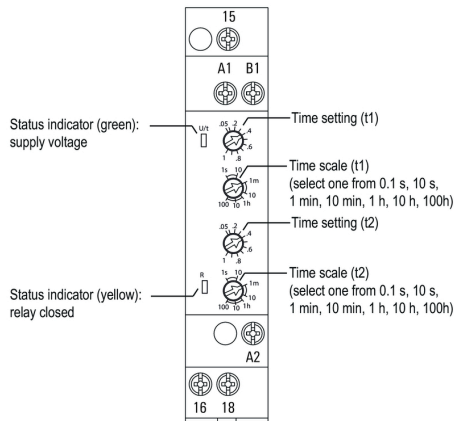 15
A1 B1
Status indicator (green):
supply voltage
U/t
.05 .2 .4 .6 .8 1
Time setting (t1)
1s 10 1m 10 1h 10 100
Time scale (t1)
(select one from 0.1 s, 10 s,
1 min, 10 min, 1 h, 10 h, 100h)
.05 .2 .4 .6 .8 1
Time setting (t2)
Status indicator (yellow):
relay closed
R
1s 10 1m 10 1h 10 100
Time scale (t2)
(select one from 0.1 s, 10 s,
1 min, 10 min, 1 h, 10 h, 100h)
A2
16 18